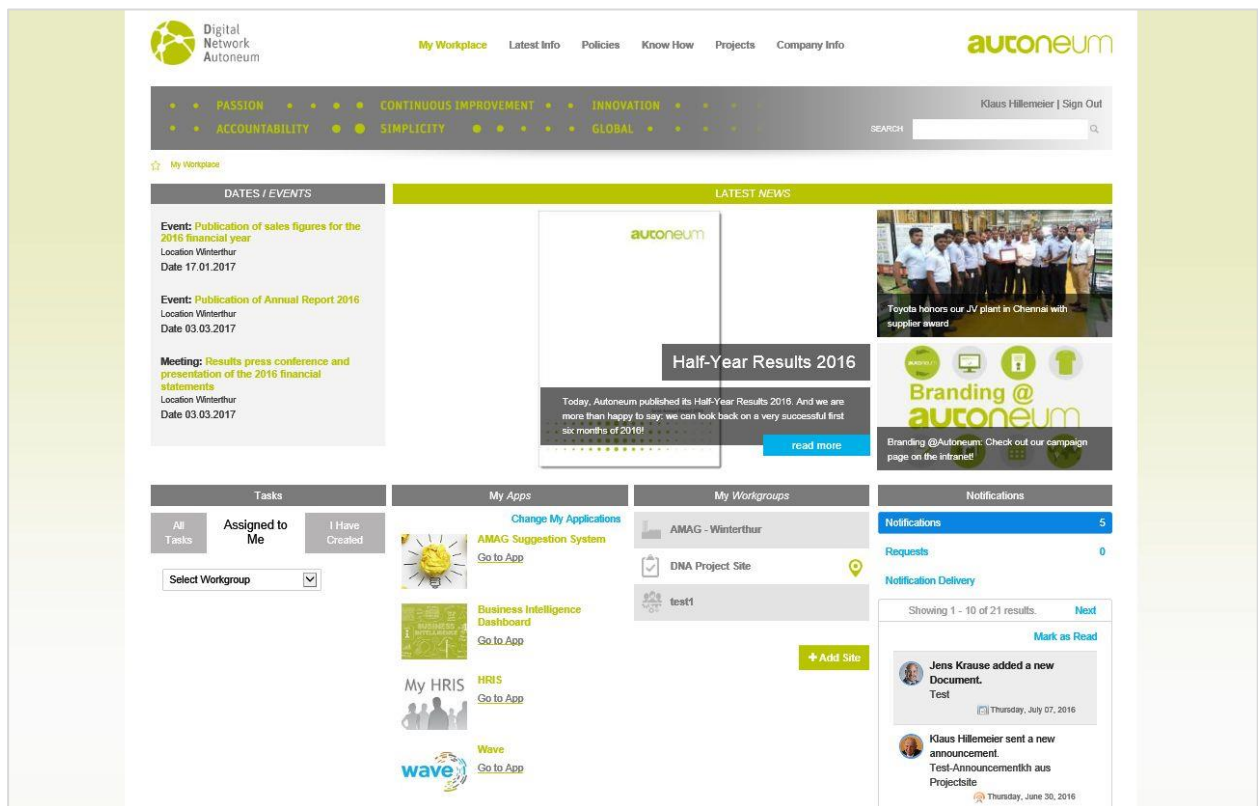 Digital
Network
Autoneum
My Workplace Latest Info Policies Know How Projects Company Info
autoneum
PASSION CONTINUOUS IMPROVEMENT INNOVATION
ACCOUNTABILITY SIMPLICITY GLOBAL
Klaus Hillemeier | Sign Out
SEARCH
My Workplace
DATES / EVENTS
Event: Publication of sales figures for the
2016 financial year
Location Winterthur
Date 17.01.2017
Event: Publication of Annual Report 2016
Location Winterthur
Date 03.03.2017
Meeting: Results press conference and
presentation of the 2016 financial
statements
Location Winterthur
Date 03.03.2017
LATEST NEWS
autoneum
Half-Year Results 2016
Today, Autoneum published its Half-Year Results 2016. And we are
more than happy to say: we can look back on a very successful first
six months of 2016!
read more
Toyota honors our JV plant in Chennai with
supplier award
Branding @
autoneum
Branding @Autoneum: Check out our campaign
page on the intranet!
Tasks
All
Tasks
Assigned to
Me
I Have
Created
Select Workgroup
My Apps
Change My Applications
AMAG Suggestion System
Go to App
BUSINESS
INTELLIGENCE
Business Intelligence
Dashboard
Go to App
My HRIS
HRIS
Go to App
wave
Wave
Go to App
My Workgroups
AMAG - Winterthur
DNA Project Site
test1
+ Add Site
Notifications
Notifications 5
Requests 0
Notification Delivery
Showing 1 - 10 of 21 results. Next
Mark as Read
Jens Krause added a new
Document.
Test
Thursday, July 07, 2016
Klaus Hillemeier sent a new
announcement.
Test-Announcementkh aus
Projectsite
Thursday, June 30, 2016